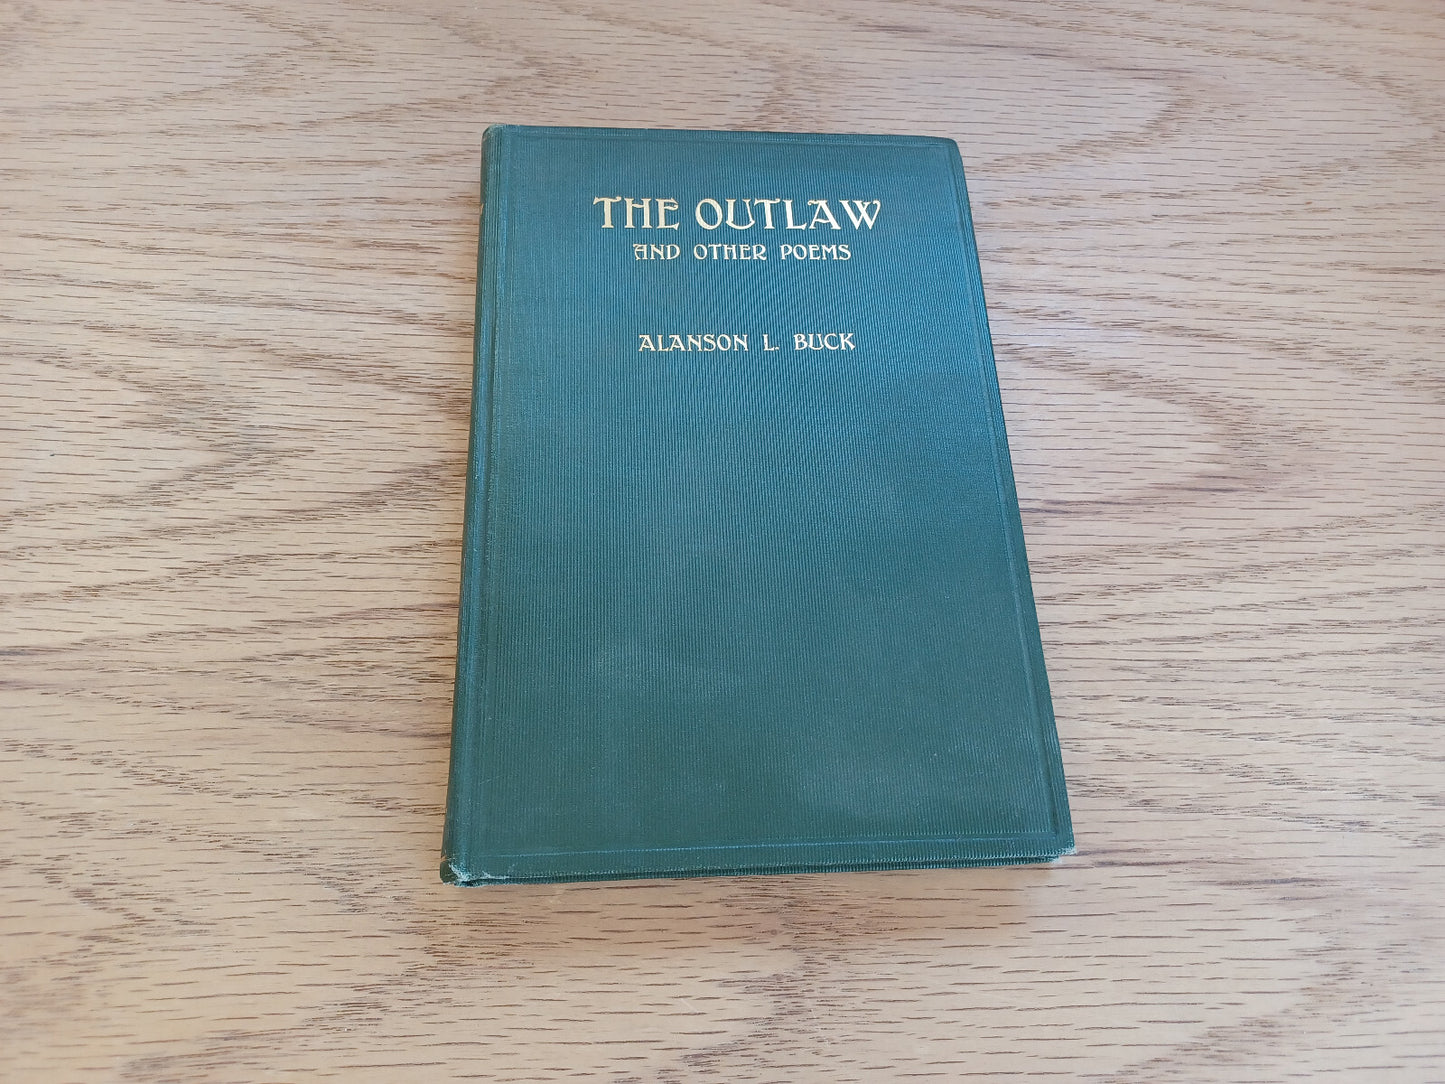 THE OUTLAW
AND OTHER POEMS
ALANSON L. BUCK